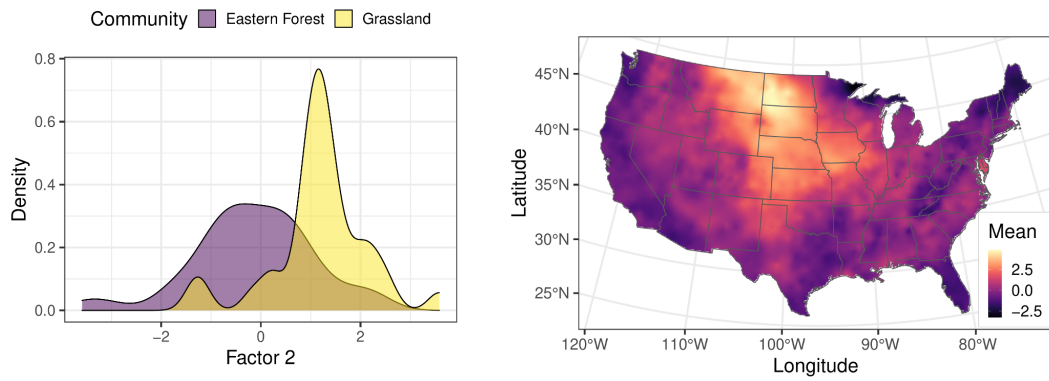 Community Eastern Forest Grassland
0.8
0.6
0.4
0.2
0.0
Density
−2 0 2
Factor 2
45°N
40°N
35°N
30°N
25°N
Latitude
Mean
2.5
0.0
−2.5
120°W 110°W 100°W 90°W 80°W
Longitude